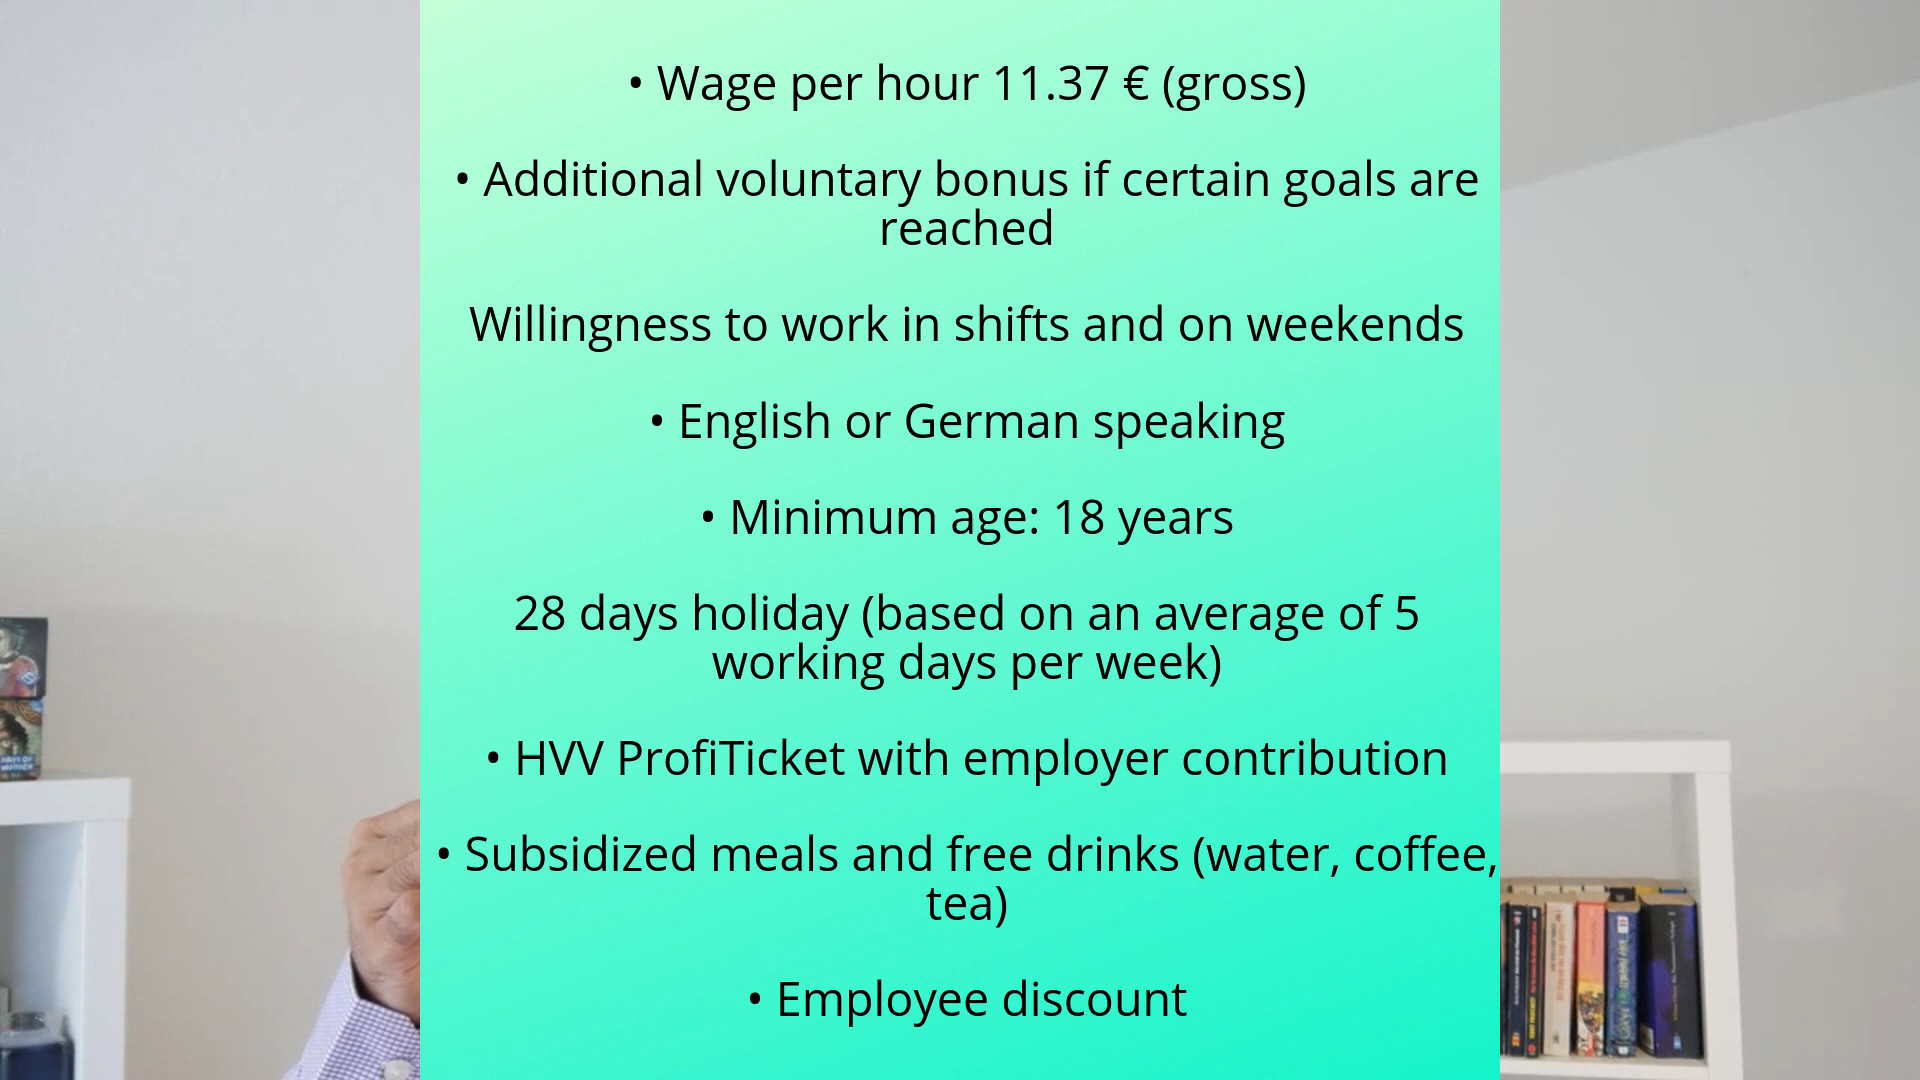 • Wage per hour 11.37 € (gross)
• Additional voluntary bonus if certain goals are
reached
Willingness to work in shifts and on weekends
• English or German speaking
• Minimum age: 18 years
28 days holiday (based on an average of 5
working days per week)
• HVV ProfiTicket with employer contribution
• Subsidized meals and free drinks (water, coffee,
tea)
• Employee discount